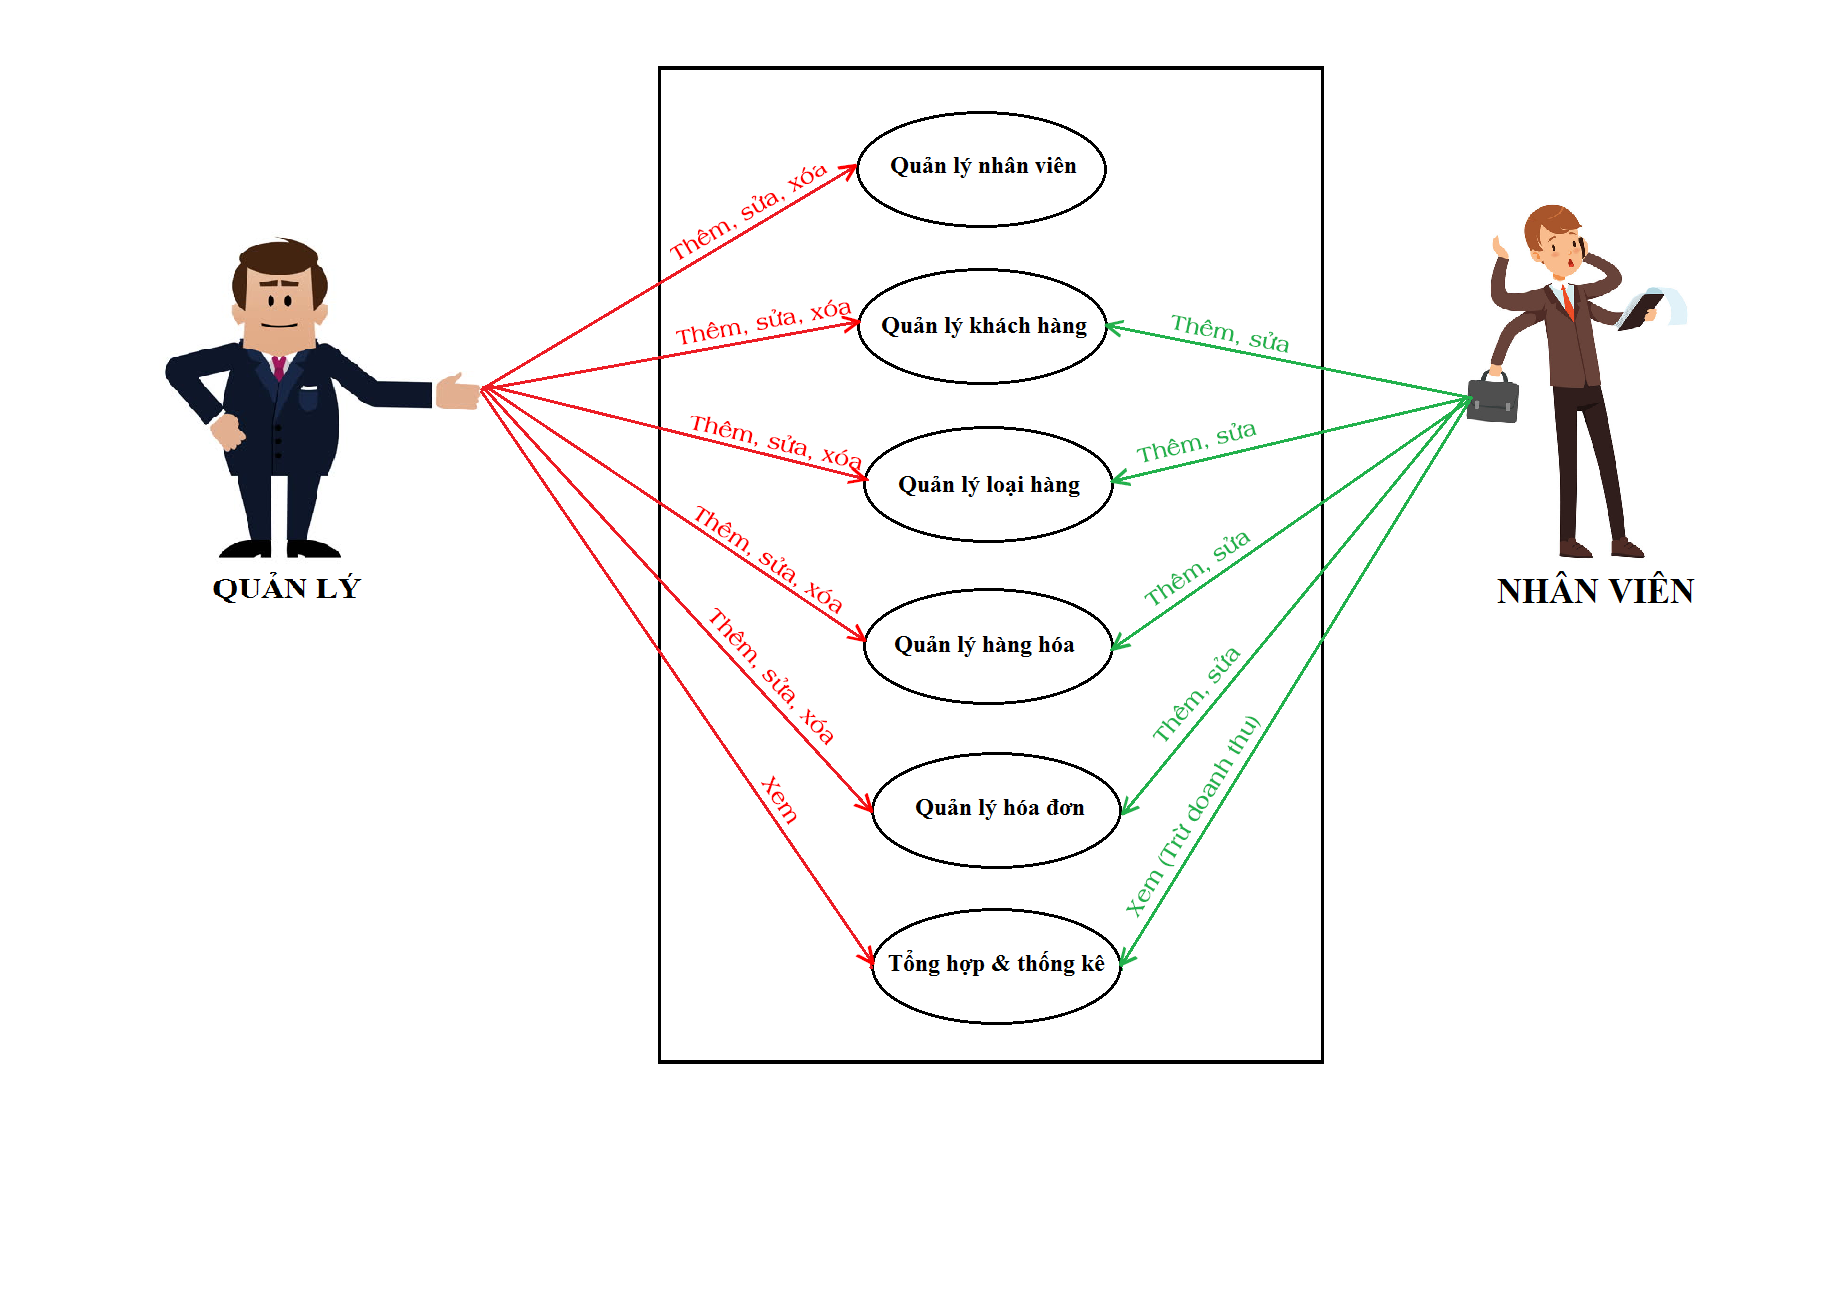 Quản lý nhân viên
Thêm, sửa, xóa
Quản lý khách hàng
Thêm, sửa, xóa
Thêm, sửa
Quản lý loại hàng
Thêm, sửa, xóa
Thêm, sửa
Quản lý hàng hóa
Thêm, sửa, xóa
Thêm, sửa
QUẢN LÝ
NHÂN VIÊN
Quản lý hóa đơn
Thêm, sửa, xóa
Thêm, sửa
Tổng hợp & thống kê
Xem
Xem (Trừ doanh thu)